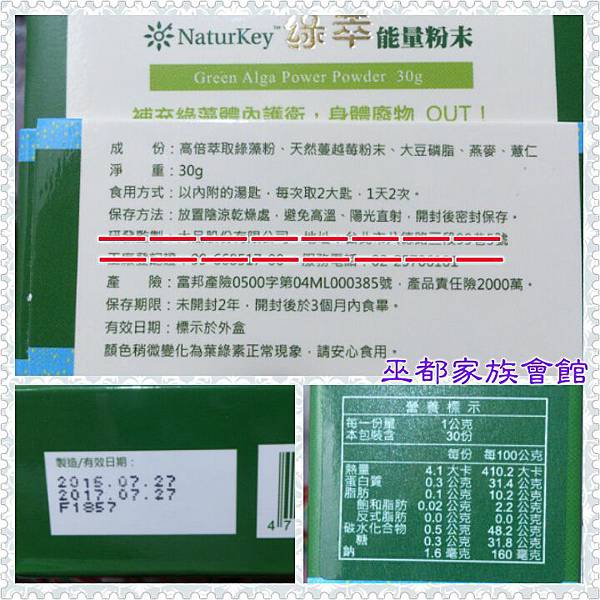 NaturKey™ 綠萃 能量粉末
Green Alga Power Powder 30g
補充綠藻體內護衛，身體廢物 OUT！
成　份：高倍萃取綠藻粉、天然蔓越莓粉末、大豆磷脂、燕麥、薏仁
淨　重：30g
食用方式：以內附的湯匙，每次取2大匙，1天2次。
保存方法：放置陰涼乾燥處，避免高溫、陽光直射，開封後密封保存。
產　險：富邦產險0500字第04ML000385號，產品責任險2000萬。
保存期限：未開封2年，開封後於3個月內食畢。
有效日期：標示於外盒
顏色稍微變化為葉綠素正常現象，請安心食用。
巫都家族會館
製造/有效日期：
2015.07.27
2017.07.27
F1857
47
營養標示
每一份量 1公克
本包裝含 30份
每份 每100公克
熱量 4.1 大卡 410.2 大卡
蛋白質 0.3 公克 31.4 公克
脂肪 0.1 公克 10.2 公克
飽和脂肪 0.02 公克 2.2 公克
反式脂肪 0.0 公克 0.0 公克
碳水化合物 0.5 公克 48.2 公克
糖 0.3 公克 31.8 公克
鈉 1.6 毫克 160 毫克